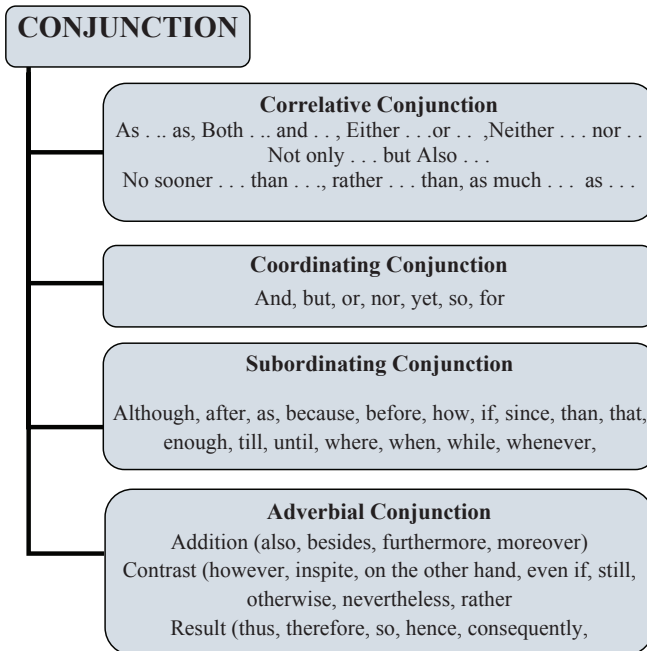 CONJUNCTION
Correlative Conjunction
As . .. as, Both . .. and . . , Either . . .or . . ,Neither . . . nor . .
Not only . . . but Also . . .
No sooner . . . than . . ., rather . . . than, as much . . . as . . .
Coordinating Conjunction
And, but, or, nor, yet, so, for
Subordinating Conjunction
Although, after, as, because, before, how, if, since, than, that,
enough, till, until, where, when, while, whenever,
Adverbial Conjunction
Addition (also, besides, furthermore, moreover)
Contrast (however, inspite, on the other hand, even if, still,
otherwise, nevertheless, rather
Result (thus, therefore, so, hence, consequently,